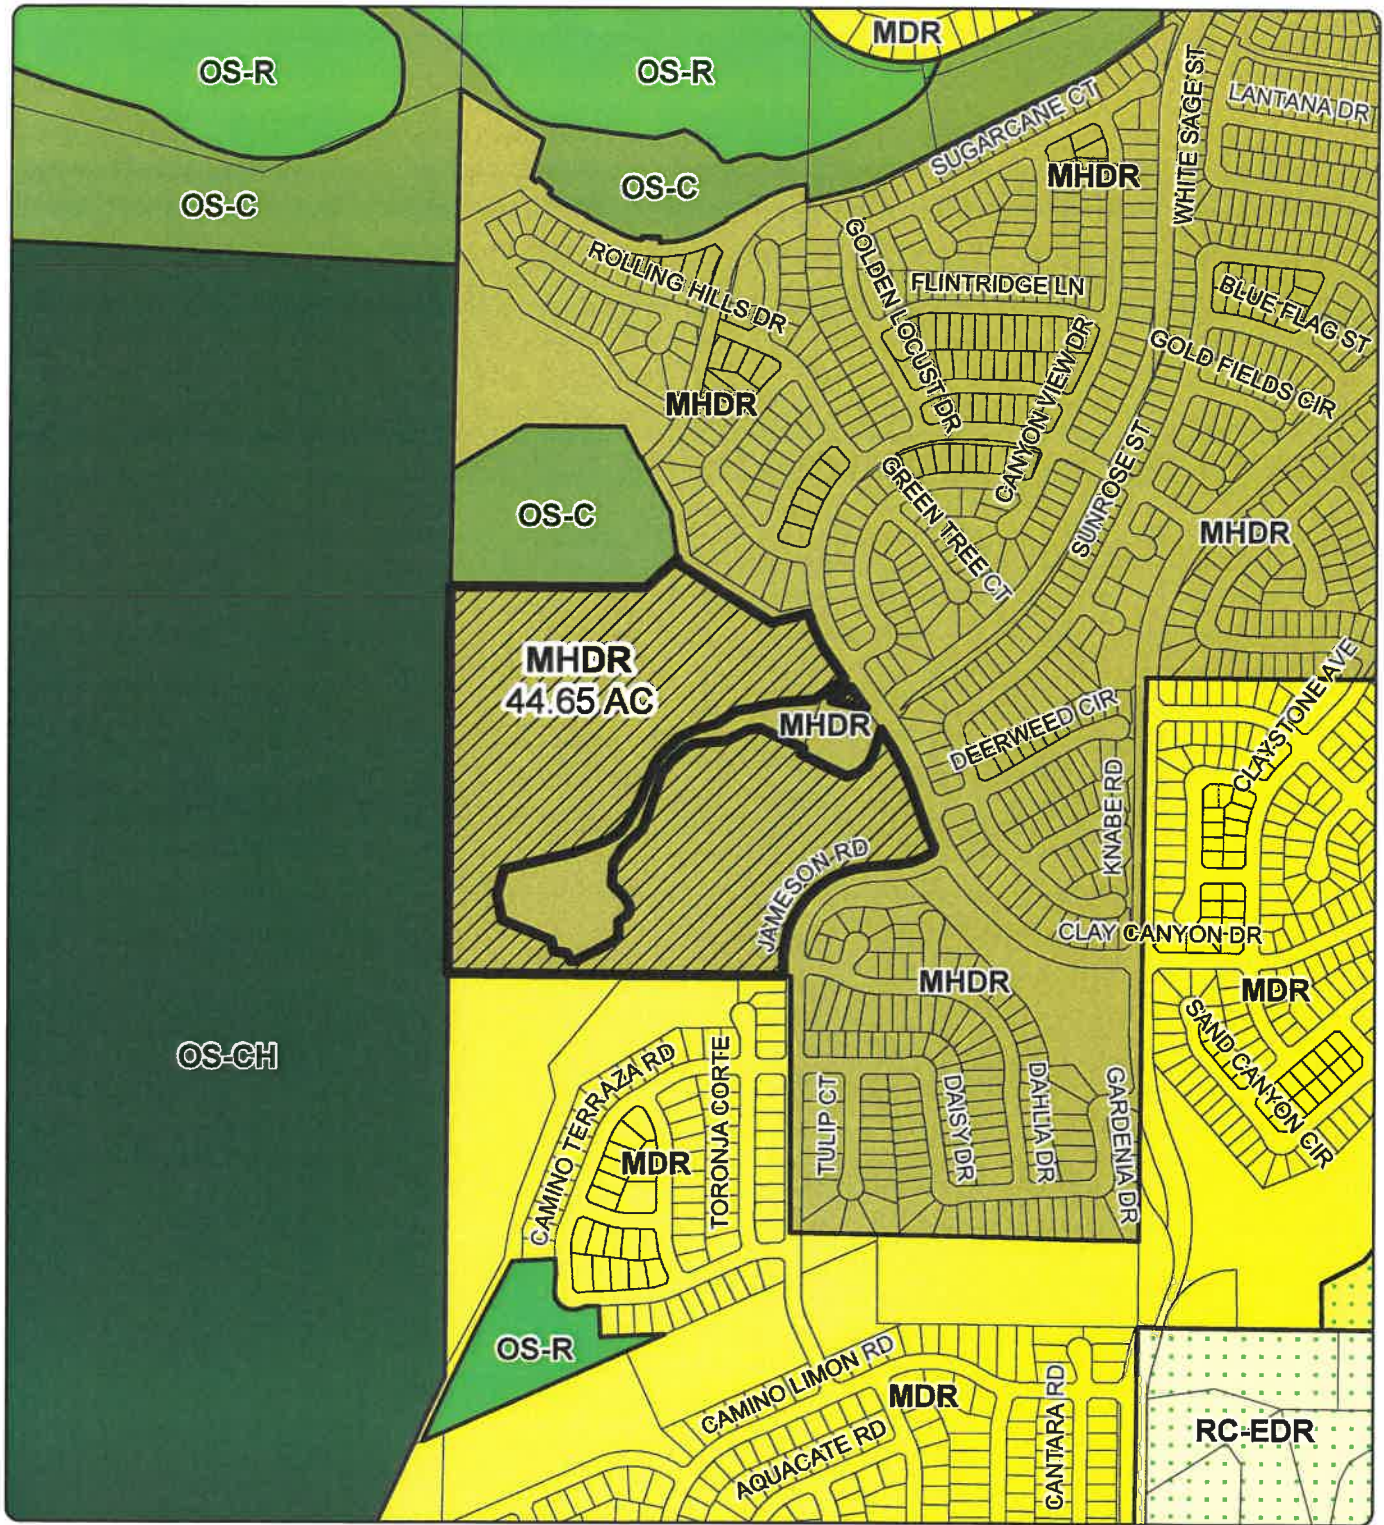 MDR
OS-R
OS-R
WHITE SAGE ST
LANTANA DR
SUGARCANE CT
MHDR
OS-C
OS-C
ROLLING HILLS DR
GOLDEN LOCUST DR
FLINTRIDGE LN
BLUE FLAG ST
CANYON VIEW DR
GOLD FIELDS CIR
MHDR
SUNROSE ST
GREEN TREE CT
OS-C
MHDR
MHDR
44.65 AC
MHDR
DEERWEED CIR
CLAYSTONE AVE
KNABE RD
JAMESON RD
CLAY CANYON DR
MHDR
MDR
SAND CANYON CIR
OS-CH
CAMINO TERRAZA RD
TORONJA CORTE
TULIP CT
DAISY DR
DAHLIA DR
GARDENIA DR
MDR
OS-R
CAMINO LIMON RD
MDR
CANTARA RD
RC-EDR
AQUACATE RD